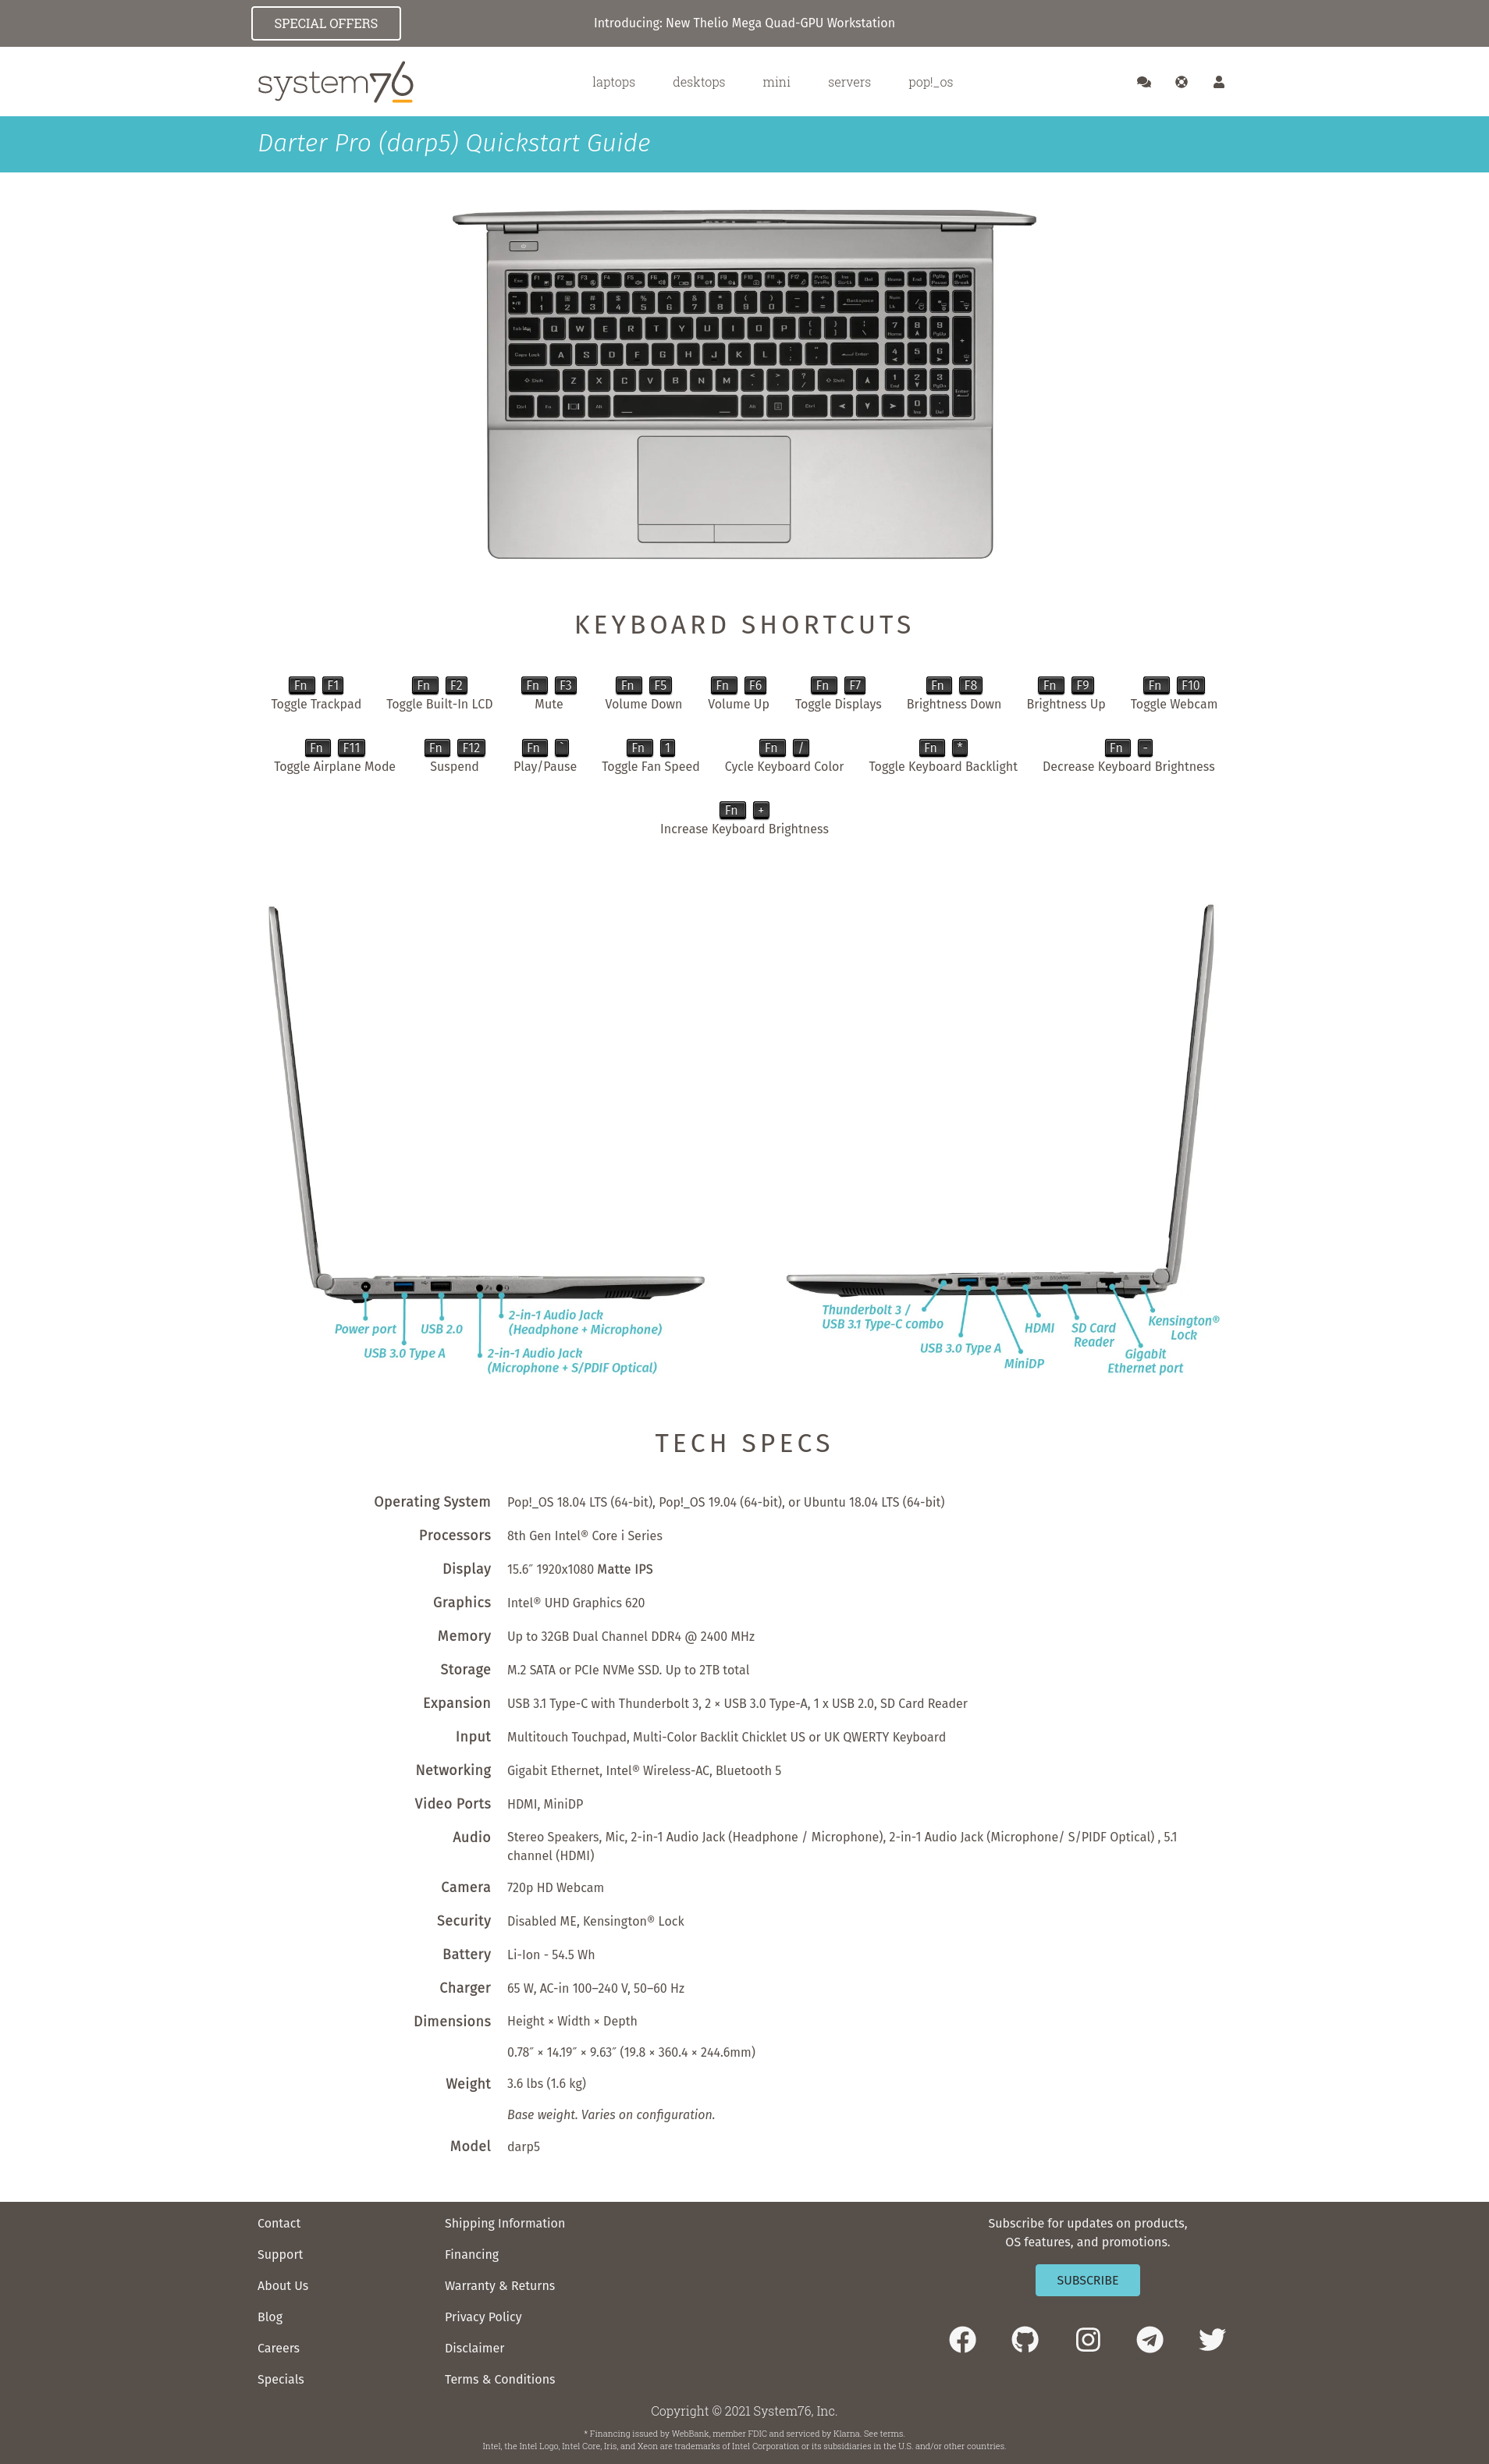 SPECIAL OFFERS
Introducing: New Thelio Mega Quad-GPU Workstation
system76
laptops desktops mini servers pop!_os
Darter Pro (darp5) Quickstart Guide
KEYBOARD SHORTCUTS
Fn F1 Fn F2 Fn F3 Fn F5 Fn F6 Fn F7 Fn F8 Fn F9 Fn F10
Toggle Trackpad Toggle Built-In LCD Mute Volume Down Volume Up Toggle Displays Brightness Down Brightness Up Toggle Webcam
Fn F11 Fn F12 Fn ` Fn 1 Fn / Fn * Fn -
Toggle Airplane Mode Suspend Play/Pause Toggle Fan Speed Cycle Keyboard Color Toggle Keyboard Backlight Decrease Keyboard Brightness
Fn +
Increase Keyboard Brightness
Power port
USB 3.0 Type A
USB 2.0
2-in-1 Audio Jack
(Headphone + Microphone)
2-in-1 Audio Jack
(Microphone + S/PDIF Optical)
Thunderbolt 3 /
USB 3.1 Type-C combo
USB 3.0 Type A
MiniDP
HDMI
SD Card
Reader
Gigabit
Ethernet port
Kensington®
Lock
TECH SPECS
Operating System Pop!_OS 18.04 LTS (64-bit), Pop!_OS 19.04 (64-bit), or Ubuntu 18.04 LTS (64-bit)
Processors 8th Gen Intel® Core i Series
Display 15.6″ 1920x1080 Matte IPS
Graphics Intel® UHD Graphics 620
Memory Up to 32GB Dual Channel DDR4 @ 2400 MHz
Storage M.2 SATA or PCIe NVMe SSD. Up to 2TB total
Expansion USB 3.1 Type-C with Thunderbolt 3, 2 × USB 3.0 Type-A, 1 x USB 2.0, SD Card Reader
Input Multitouch Touchpad, Multi-Color Backlit Chicklet US or UK QWERTY Keyboard
Networking Gigabit Ethernet, Intel® Wireless-AC, Bluetooth 5
Video Ports HDMI, MiniDP
Audio Stereo Speakers, Mic, 2-in-1 Audio Jack (Headphone / Microphone), 2-in-1 Audio Jack (Microphone/ S/PIDF Optical) , 5.1
channel (HDMI)
Camera 720p HD Webcam
Security Disabled ME, Kensington® Lock
Battery Li-Ion - 54.5 Wh
Charger 65 W, AC-in 100–240 V, 50–60 Hz
Dimensions Height × Width × Depth
0.78″ × 14.19″ × 9.63″ (19.8 × 360.4 × 244.6mm)
Weight 3.6 lbs (1.6 kg)
Base weight. Varies on configuration.
Model darp5
Contact
Support
About Us
Blog
Careers
Specials
Shipping Information
Financing
Warranty & Returns
Privacy Policy
Disclaimer
Terms & Conditions
Subscribe for updates on products,
OS features, and promotions.
SUBSCRIBE
Copyright © 2021 System76, Inc.
* Financing issued by WebBank, member FDIC and serviced by Klarna. See terms.
Intel, the Intel Logo, Intel Core, Iris, and Xeon are trademarks of Intel Corporation or its subsidiaries in the U.S. and/or other countries.